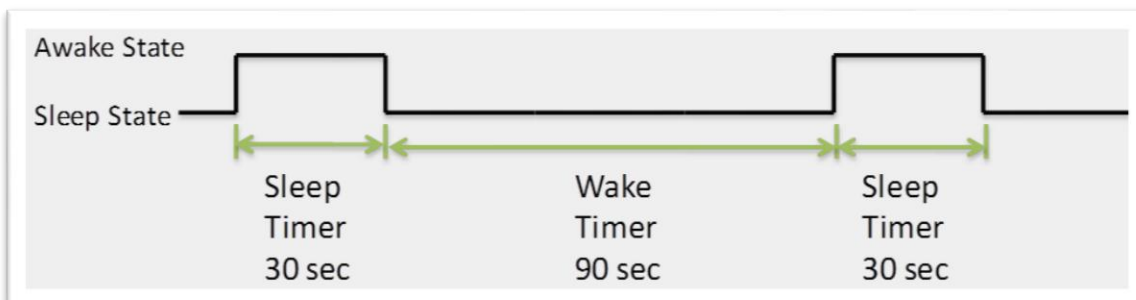 Awake State
Sleep State
Sleep
Timer
30 sec
Wake
Timer
90 sec
Sleep
Timer
30 sec